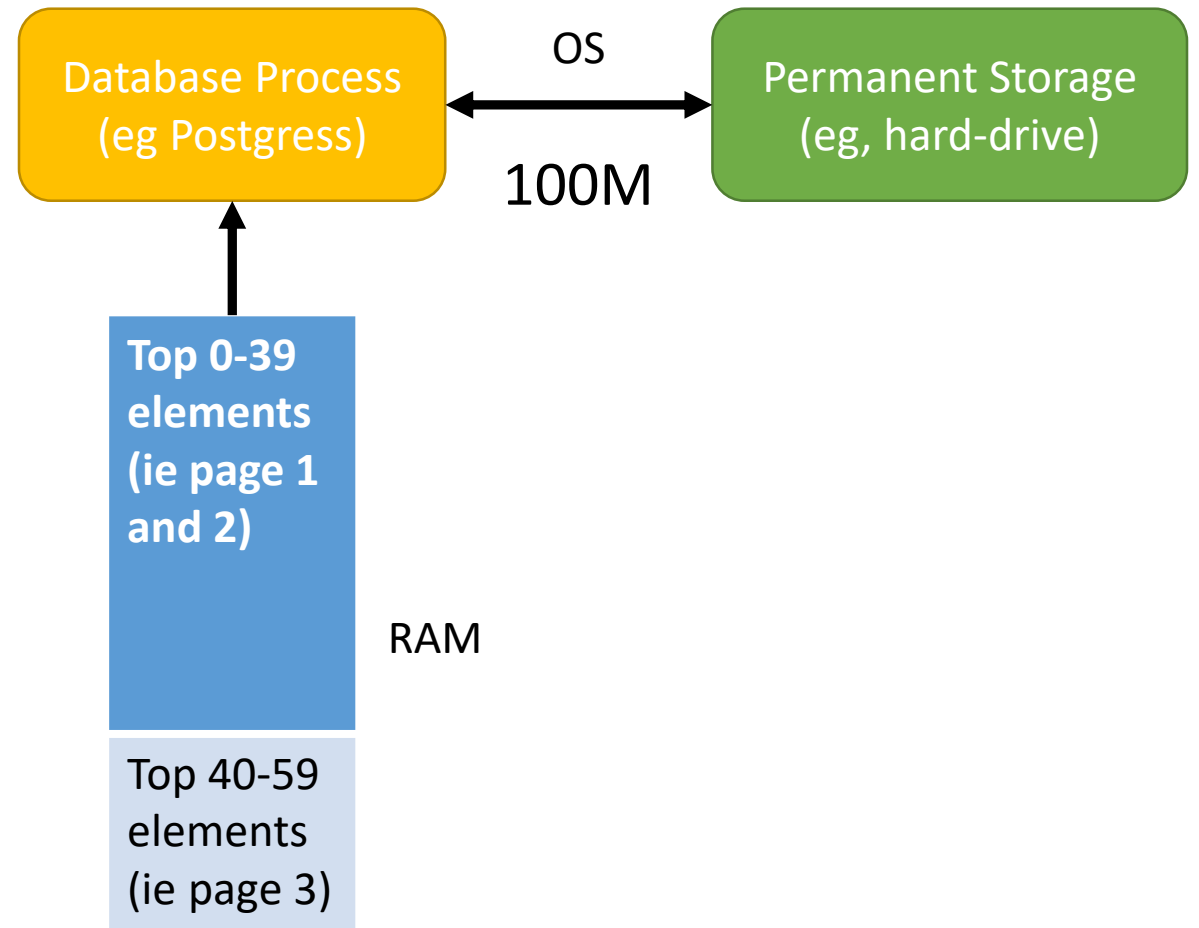 Database Process
(eg Postgress)
OS
100M
Permanent Storage
(eg, hard-drive)
Top 0-39
elements
(ie page 1
and 2)
RAM
Top 40-59
elements
(ie page 3)